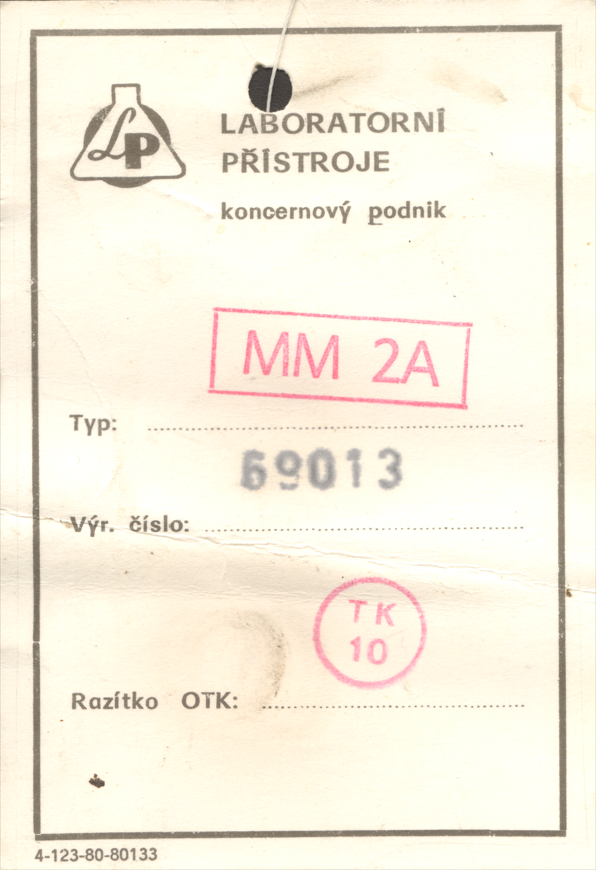 LP
LABORATORNÍ
PŘÍSTROJE
koncernový podnik
MM 2A
Typ:
69013
Výr. číslo:
TK
10
Razítko OTK:
4-123-80-80133